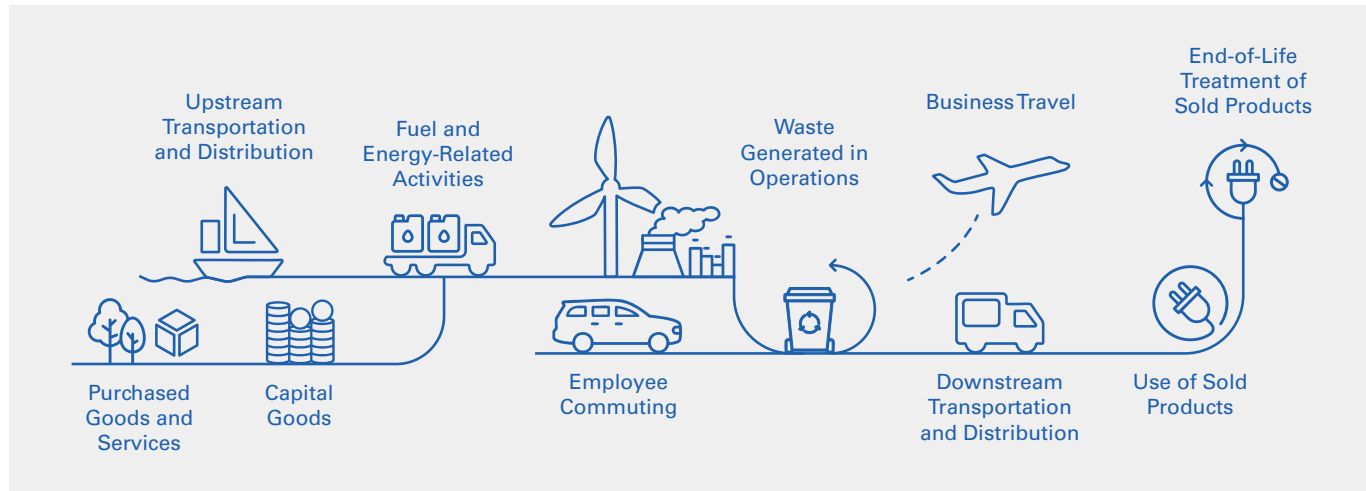 Upstream
Transportation
and Distribution
Fuel and
Energy-Related
Activities
Waste
Generated in
Operations
Business Travel
End-of-Life
Treatment of
Sold Products
Purchased
Goods and
Services
Capital
Goods
Employee
Commuting
Downstream
Transportation
and Distribution
Use of Sold
Products